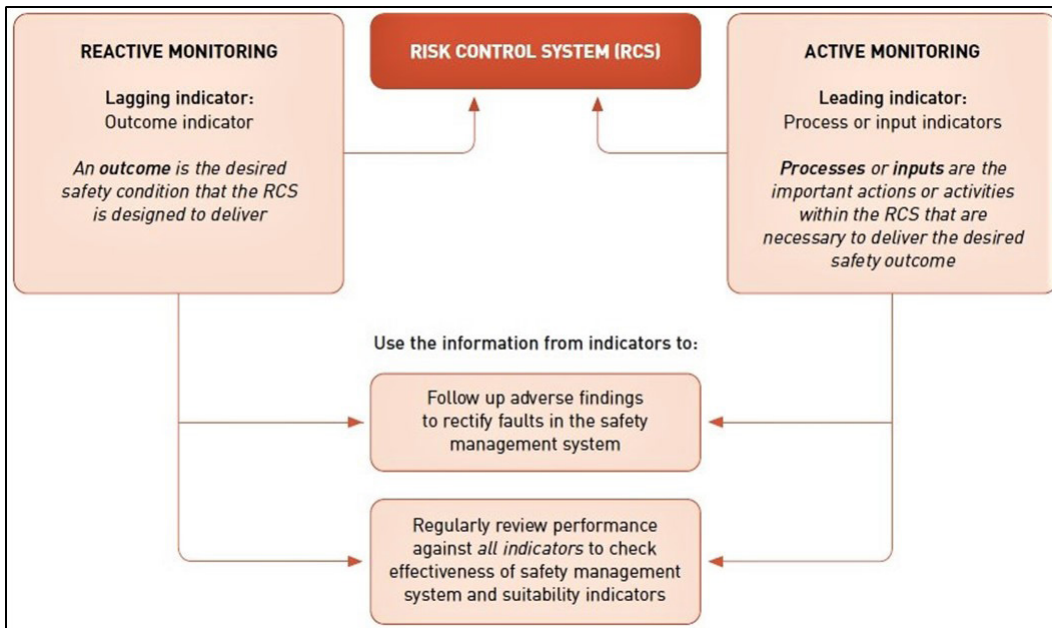 REACTIVE MONITORING
Lagging indicator:
Outcome indicator
An outcome is the desired
safety condition that the RCS
is designed to deliver
RISK CONTROL SYSTEM (RCS)
ACTIVE MONITORING
Leading indicator:
Process or input indicators
Processes or inputs are the
important actions or activities
within the RCS that are
necessary to deliver the desired
safety outcome
Use the information from indicators to:
Follow up adverse findings
to rectify faults in the safety
management system
Regularly review performance
against all indicators to check
effectiveness of safety management
system and suitability indicators